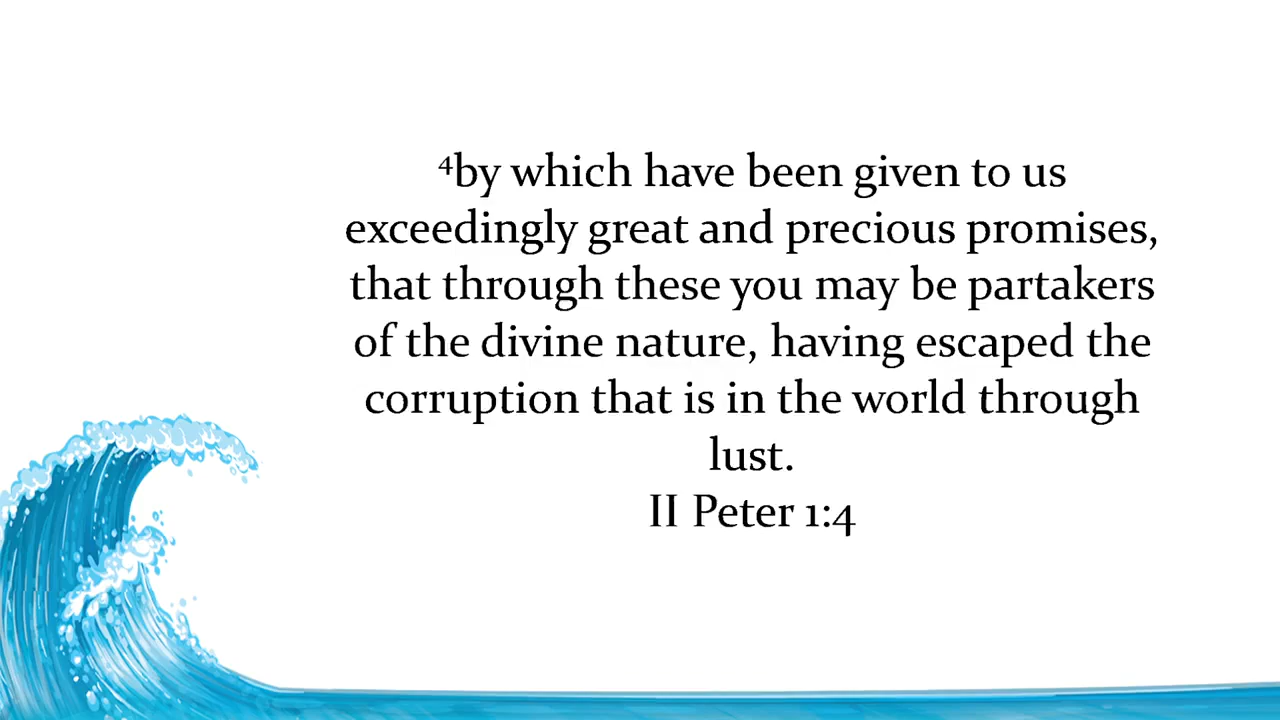 ⁴by which have been given to us
exceedingly great and precious promises,
that through these you may be partakers
of the divine nature, having escaped the
corruption that is in the world through
lust.
II Peter 1:4